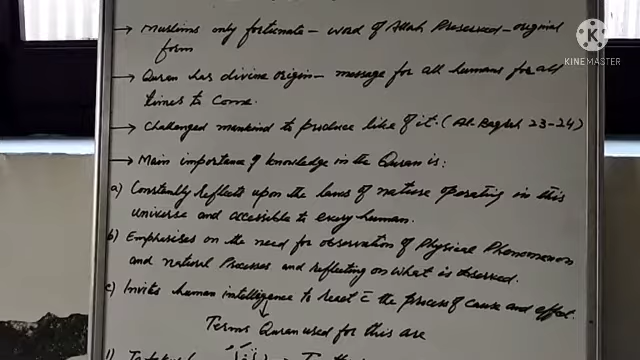 → Muslims only fortunate – word of Allah Preserved – original
form
→ Quran has divine origin – message for all humans for all
times to come.
→ Challenged mankind to produce like of it. (Al-Baqrah 23-24)
→ Main importance of knowledge in the Quran is:
a) Constantly reflects upon the laws of nature operating in this
universe and accessible to every human.
b) Emphasises on the need for observation of Physical Phenomenon
and natural Processes and reflecting on what is observed.
c) Invites human intelligence to react c̄ the process of cause and effect.
Terms Quran used for this are
1)
K
KINEMASTER